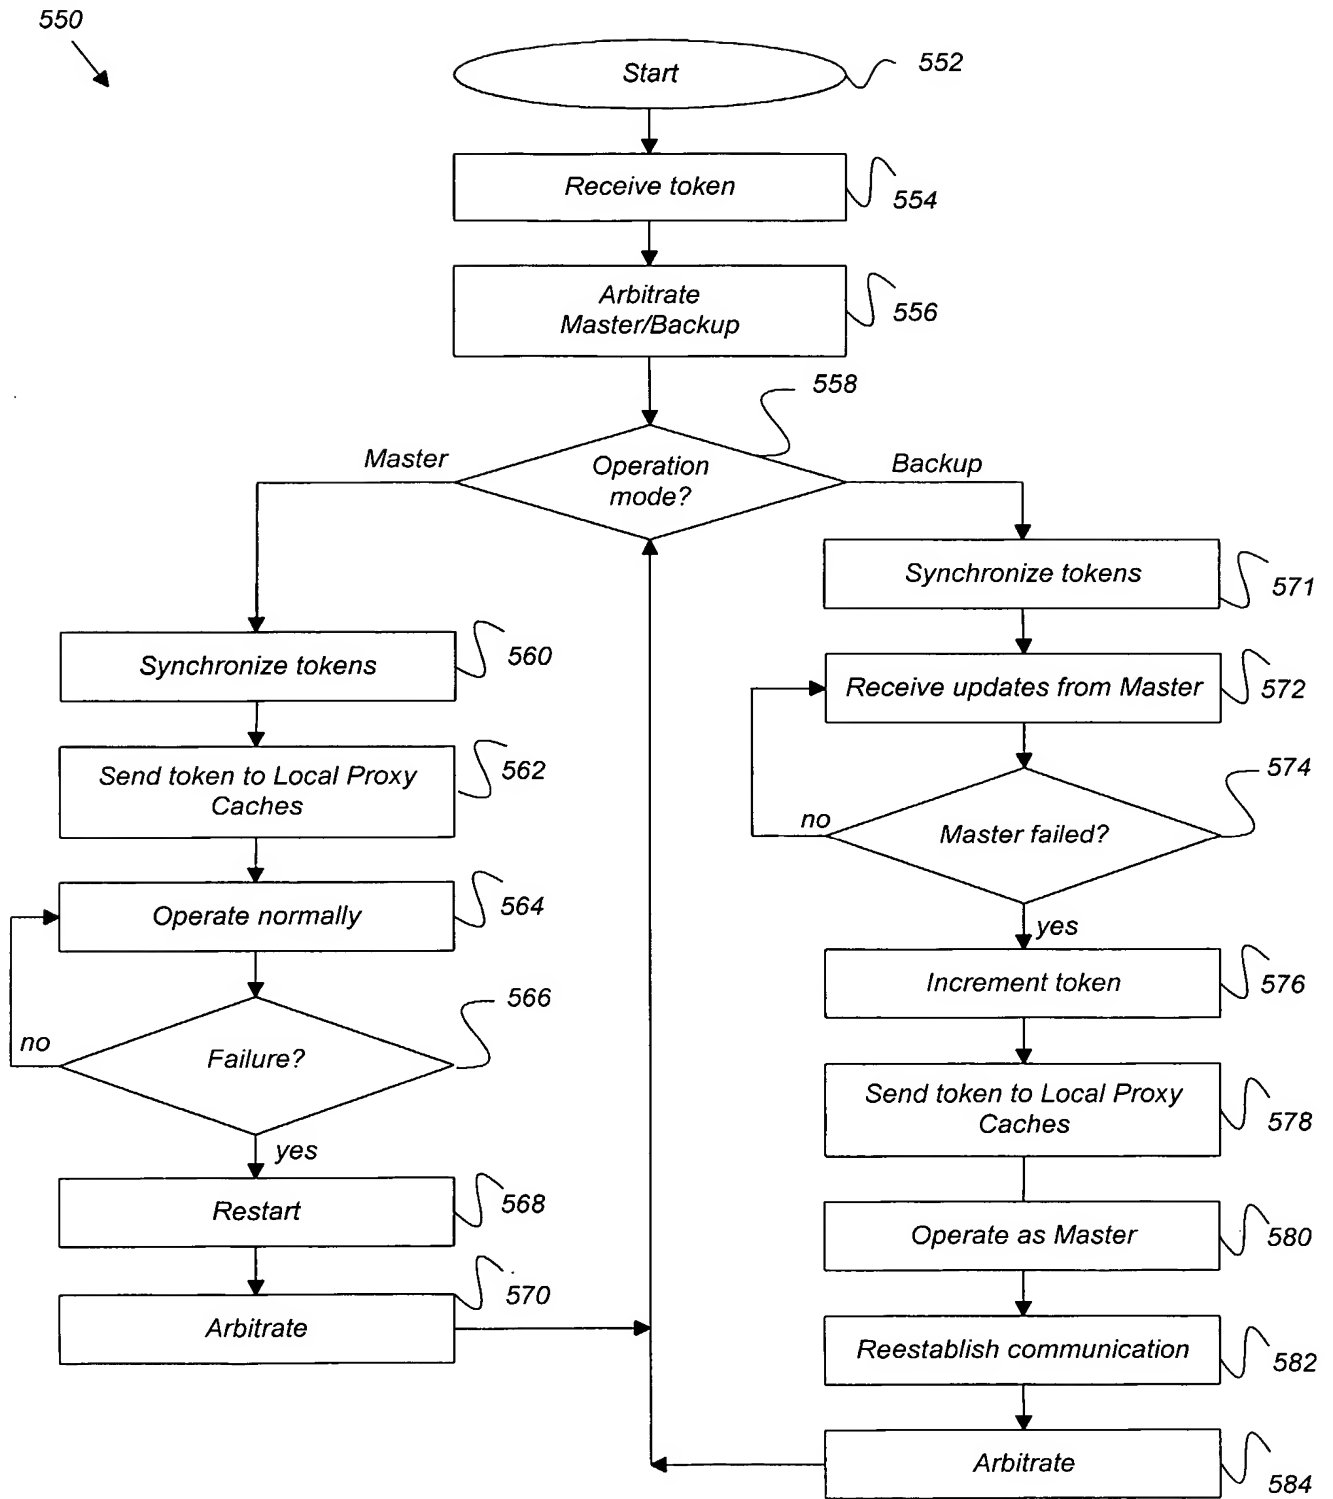 550
Start
552
Receive token
554
Arbitrate
Master/Backup
556
558
Master
Operation
mode?
Backup
Synchronize tokens
571
Synchronize tokens
560
Receive updates from Master
572
Send token to Local Proxy
Caches
562
574
no
Master failed?
Operate normally
564
yes
Increment token
576
566
no
Failure?
Send token to Local Proxy
Caches
578
yes
Restart
568
Operate as Master
580
570
Arbitrate
Reestablish communication
582
Arbitrate
584